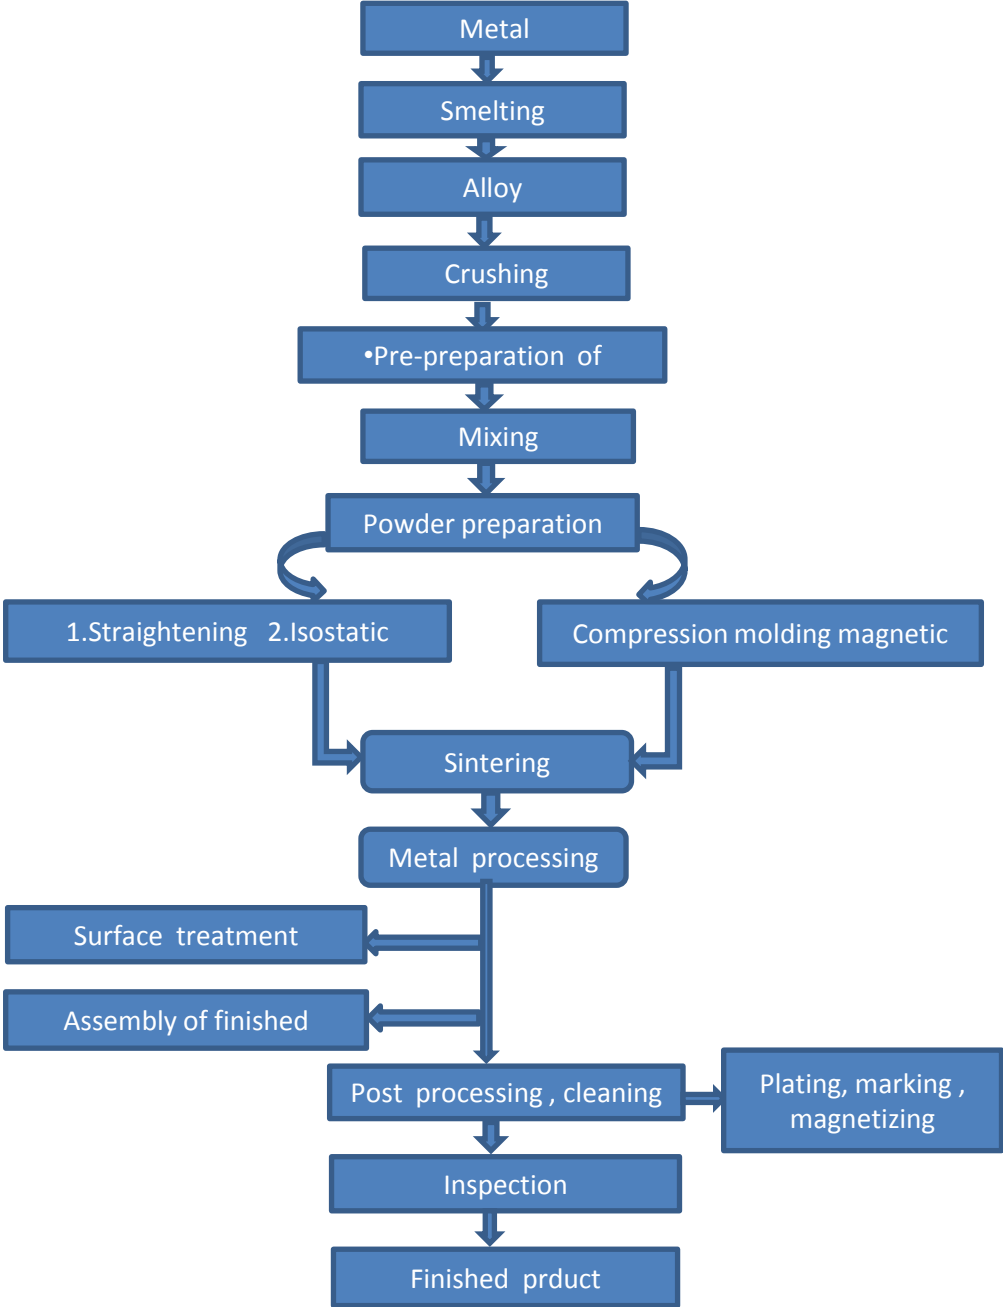 Metal
Smelting
Alloy
Crushing
•Pre-preparation of
Mixing
Powder preparation
1.Straightening 2.Isostatic
Compression molding magnetic
Sintering
Metal processing
Surface treatment
Assembly of finished
Post processing , cleaning
Plating, marking ,
magnetizing
Inspection
Finished prduct